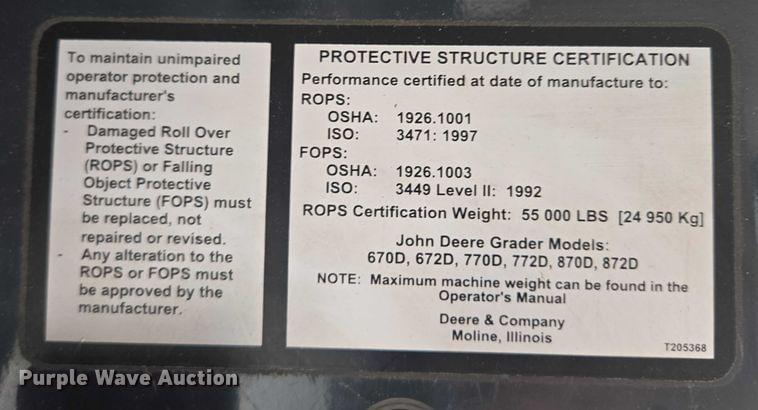 To maintain unimpaired
operator protection and
manufacturer's
certification:
- Damaged Roll Over
Protective Structure
(ROPS) or Falling
Object Protective
Structure (FOPS) must
be replaced, not
repaired or revised.
- Any alteration to the
ROPS or FOPS must
be approved by the
manufacturer.
PROTECTIVE STRUCTURE CERTIFICATION
Performance certified at date of manufacture to:
ROPS:
OSHA: 1926.1001
ISO: 3471: 1997
FOPS:
OSHA: 1926.1003
ISO: 3449 Level II: 1992
ROPS Certification Weight: 55 000 LBS [24 950 Kg]
John Deere Grader Models:
670D, 672D, 770D, 772D, 870D, 872D
NOTE: Maximum machine weight can be found in the
Operator's Manual
Deere & Company
Moline, Illinois
T205368
Purple Wave Auction